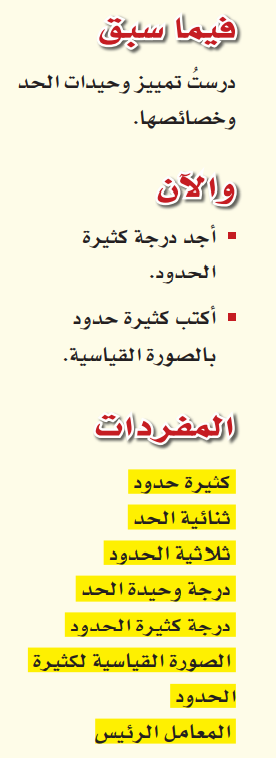 فيما سبق
درستُ تمييز وحيدات الحد
وخصائصها.
والآن
أجد درجة كثيرة
الحدود.
أكتب كثيرة حدود
بالصورة القياسية.
المفردات
كثيرة حدود
ثنائية الحد
ثلاثية الحدود
درجة وحيدة الحد
درجة كثيرة الحدود
الصورة القياسية لكثيرة
الحدود
المعامل الرئيس